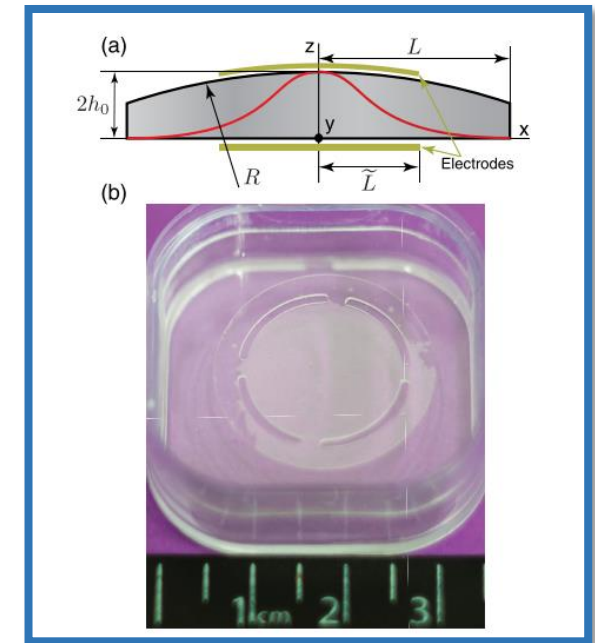 (a)
z
L
2h₀
y
x
R
L̃
Electrodes
(b)
1 cm 2 3